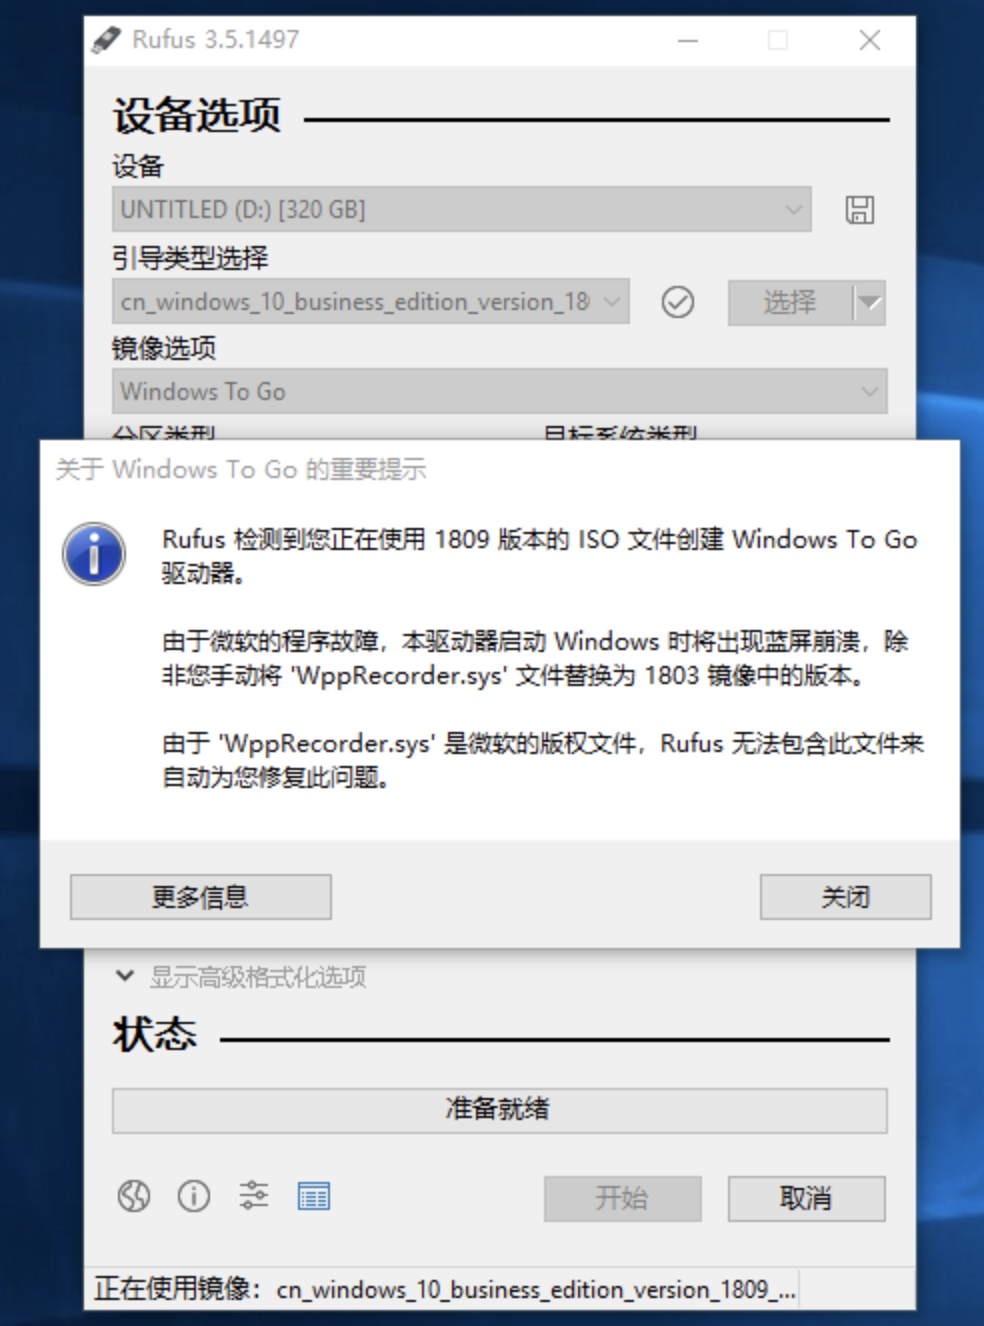 Rufus 3.5.1497
设备选项
设备
UNTITLED (D:) [320 GB]
引导类型选择
cn_windows_10_business_edition_version_18
选择
镜像选项
Windows To Go
分区类型 目标系统类型
关于 Windows To Go 的重要提示
Rufus 检测到您正在使用 1809 版本的 ISO 文件创建 Windows To Go
驱动器。
由于微软的程序故障，本驱动器启动 Windows 时将出现蓝屏崩溃，除
非您手动将 'WppRecorder.sys' 文件替换为 1803 镜像中的版本。
由于 'WppRecorder.sys' 是微软的版权文件，Rufus 无法包含此文件来
自动为您修复此问题。
更多信息 关闭
显示高级格式化选项
状态
准备就绪
开始 取消
正在使用镜像：cn_windows_10_business_edition_version_1809_...